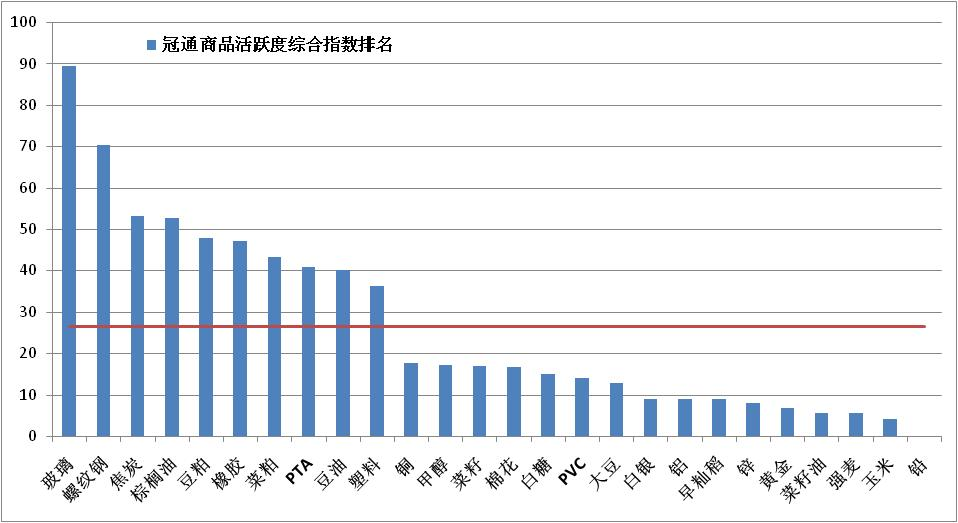 冠通商品活跃度综合指数排名
100
90
80
70
60
50
40
30
20
10
0
玻璃
螺纹钢
焦炭
棕榈油
豆粕
橡胶
菜粕
PTA
豆油
塑料
铜
甲醇
菜籽
棉花
白糖
PVC
大豆
白银
铝
早籼稻
锌
黄金
菜籽油
强麦
玉米
铅